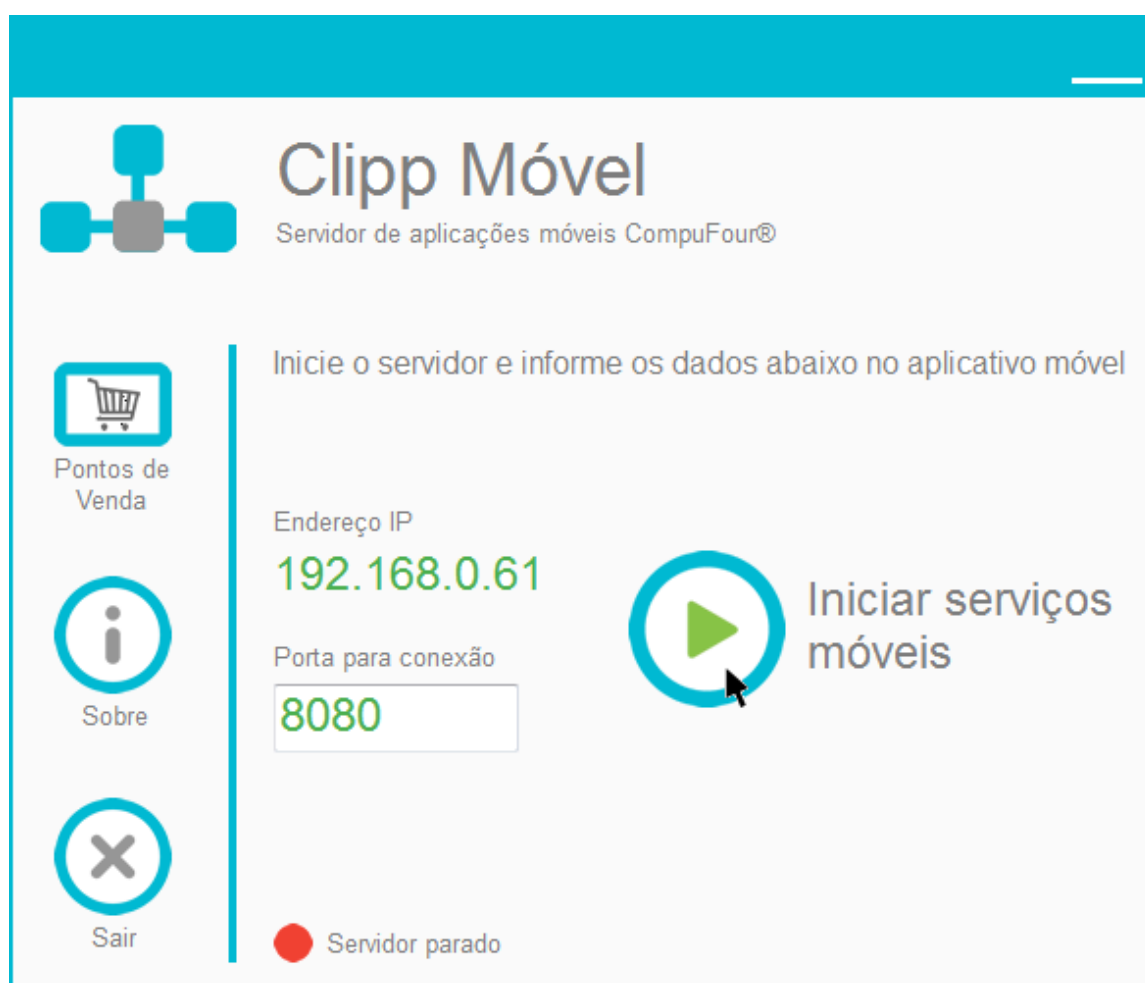 Clipp Móvel
Servidor de aplicações móveis CompuFour®
Inicie o servidor e informe os dados abaixo no aplicativo móvel
Pontos de
Venda
Endereço IP
192.168.0.61
Iniciar serviços
móveis
Porta para conexão
8080
Sobre
Sair
Servidor parado